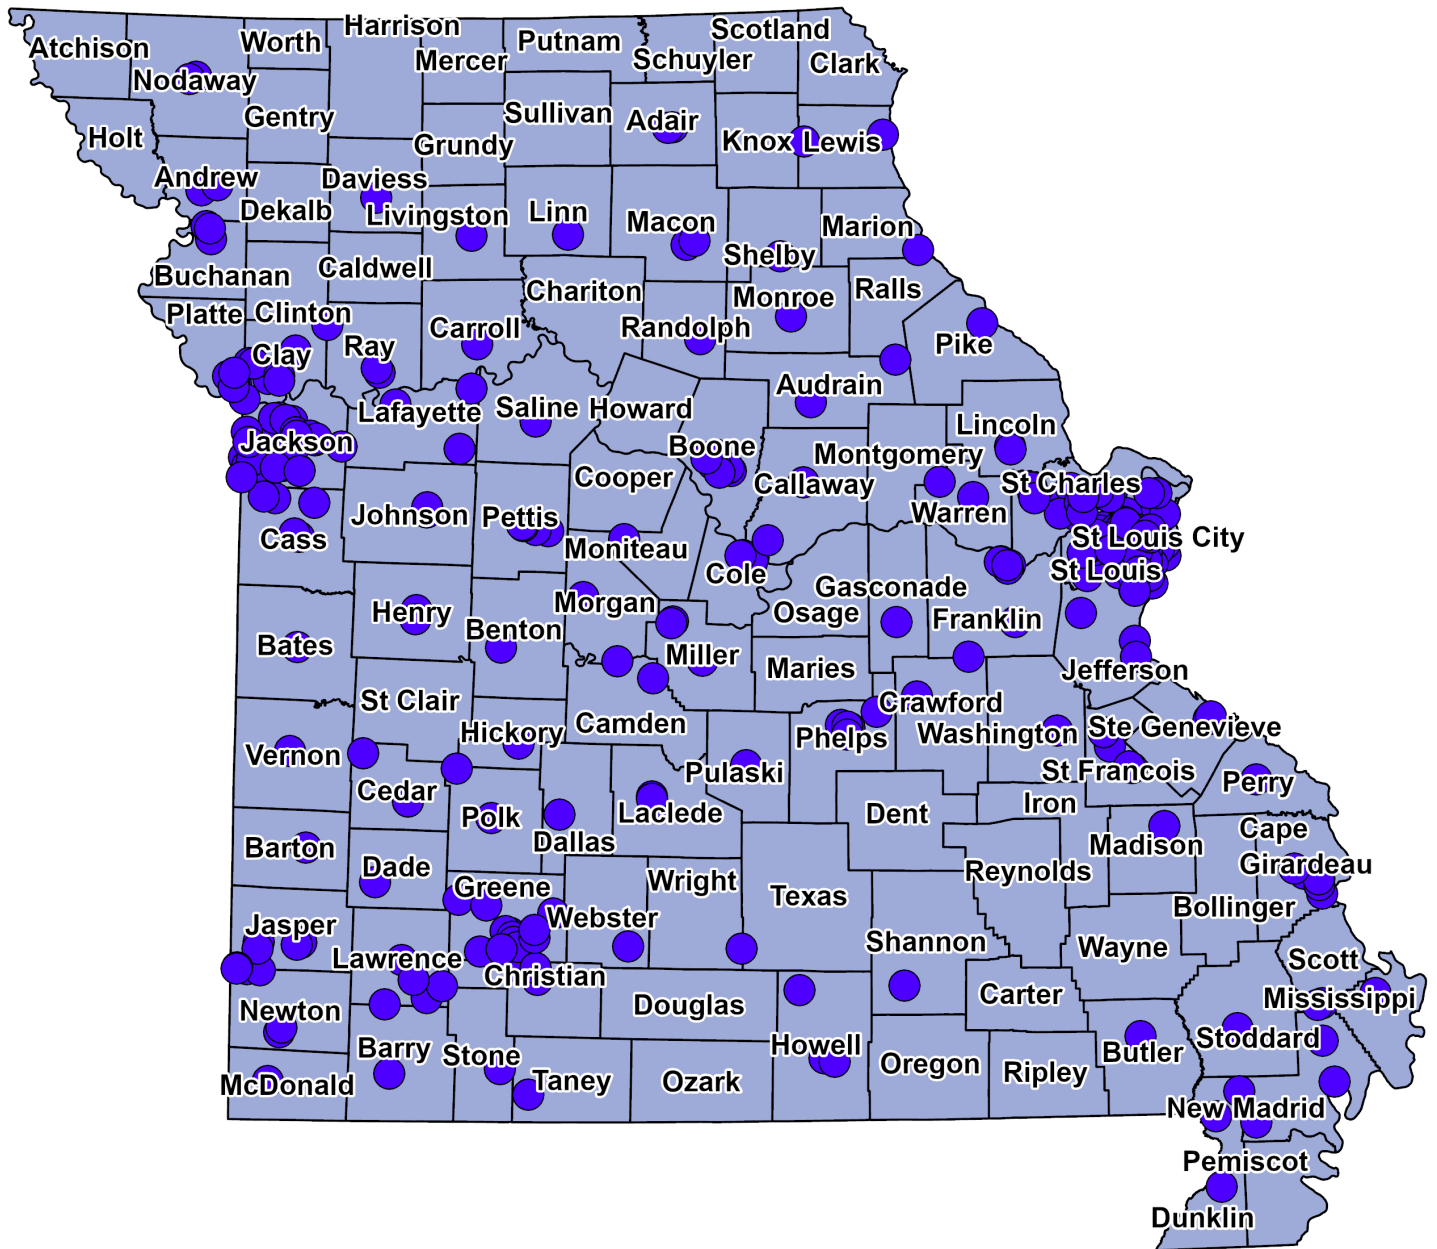 Atchison
Nodaway
Worth
Harrison
Mercer
Putnam
Schuyler
Scotland
Clark
Holt
Gentry
Grundy
Sullivan
Adair
Knox
Lewis
Andrew
Dekalb
Daviess
Livingston
Linn
Macon
Shelby
Marion
Buchanan
Caldwell
Chariton
Monroe
Ralls
Platte
Clinton
Clay
Ray
Carroll
Randolph
Pike
Audrain
Lafayette
Saline
Howard
Boone
Lincoln
Jackson
Cooper
Callaway
Montgomery
St Charles
Warren
Johnson
Pettis
Cass
Moniteau
Cole
St Louis City
St Louis
Henry
Benton
Morgan
Osage
Gasconade
Franklin
Bates
Miller
Maries
Jefferson
St Clair
Hickory
Camden
Crawford
Phelps
Washington
Ste Genevieve
Vernon
Pulaski
St Francois
Perry
Cedar
Polk
Dallas
Laclede
Dent
Iron
Madison
Cape
Girardeau
Barton
Dade
Greene
Wright
Texas
Reynolds
Bollinger
Jasper
Webster
Lawrence
Christian
Shannon
Wayne
Scott
Newton
Douglas
Carter
Mississippi
Stoddard
Barry
Stone
Howell
Oregon
Ripley
Butler
McDonald
Taney
Ozark
New Madrid
Pemiscot
Dunklin